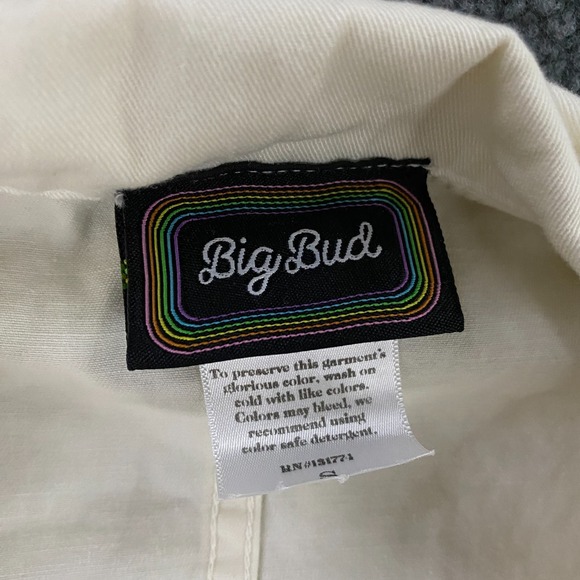 Big Bud
To preserve this garment's
glorious color, wash on
cold with like colors.
Colors may bleed, we
recommend using
color safe detergent.
RN#131774
S